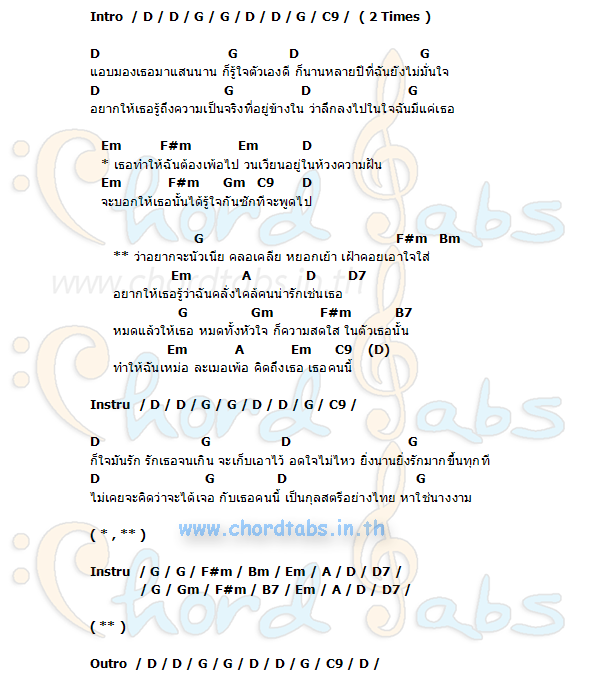 Intro / D / D / G / G / D / D / G / C9 / ( 2 Times )
D G D G
แอบมองเธอมาแสนนาน ก็รู้ใจตัวเองดี ก็นานหลายปีที่ฉันยังไม่มั่นใจ
D G D G
อยากให้เธอรู้ถึงความเป็นจริงที่อยู่ข้างใน ว่าลึกลงไปในใจฉันมีแค่เธอ
Em F#m Em D
* เธอทำให้ฉันต้องเพ้อไป วนเวียนอยู่ในห้วงความฝัน
Em F#m Gm C9 D
จะบอกให้เธอนั้นได้รู้ใจกันซักทีจะพูดไป
G F#m Bm
** ว่าอยากจะนัวเนีย คลอเคลีย หยอกเย้า เฝ้าคอยเอาใจใส่
www.chordtabs.in.th
Em A D D7
อยากให้เธอรู้ว่าฉันคลั่งไคล้คนน่ารักเช่นเธอ
G Gm F#m B7
หมดแล้วให้เธอ หมดทั้งหัวใจ ก็ความสดใส ในตัวเธอนั้น
Em A Em C9 (D)
ทำให้ฉันเหม่อ ละเมอเพ้อ คิดถึงเธอ เธอคนนี้
Instru / D / D / G / G / D / D / G / C9 /
D G D G
ก็ใจมันรัก รักเธอจนเกิน จะเก็บเอาไว้ อดใจไม่ไหว ยิ่งนานยิ่งรักมากขึ้นทุกที
D G D G
ไม่เคยจะคิดว่าจะได้เจอ กับเธอคนนี้ เป็นกุลสตรีอย่างไทย หาใช่นางงาม
www.chordtabs.in.th
( * , ** )
Instru / G / G / F#m / Bm / Em / A / D / D7 /
/ G / Gm / F#m / B7 / Em / A / D / D7 /
( ** )
Outro / D / D / G / G / D / D / G / C9 / D /